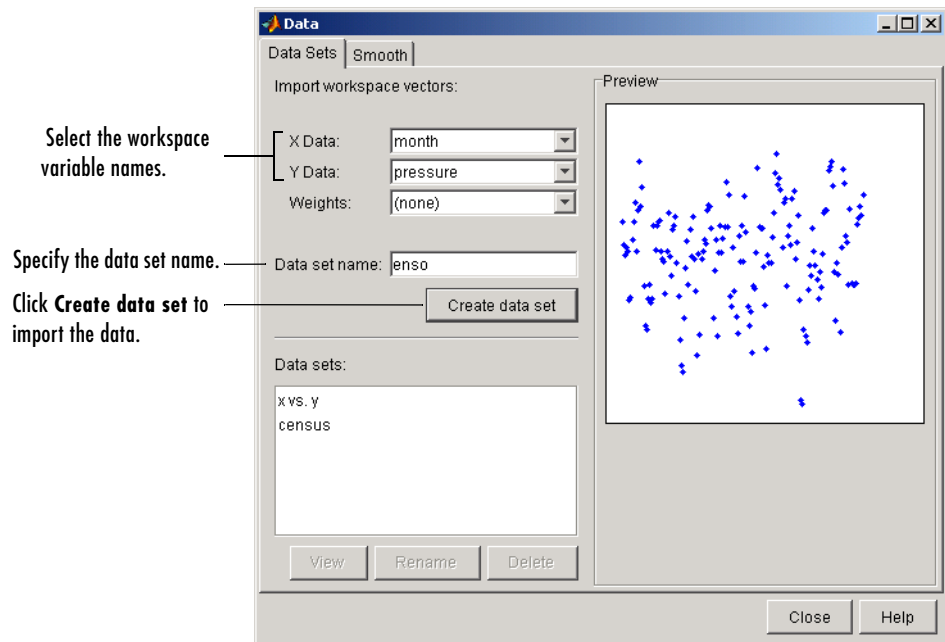 Data
Data Sets
Smooth
Import workspace vectors:
Preview
Select the workspace
variable names.
X Data:
month
Y Data:
pressure
Weights:
(none)
Specify the data set name.
Data set name:
enso
Click Create data set to
import the data.
Create data set
Data sets:
x vs. y
census
View
Rename
Delete
Close
Help